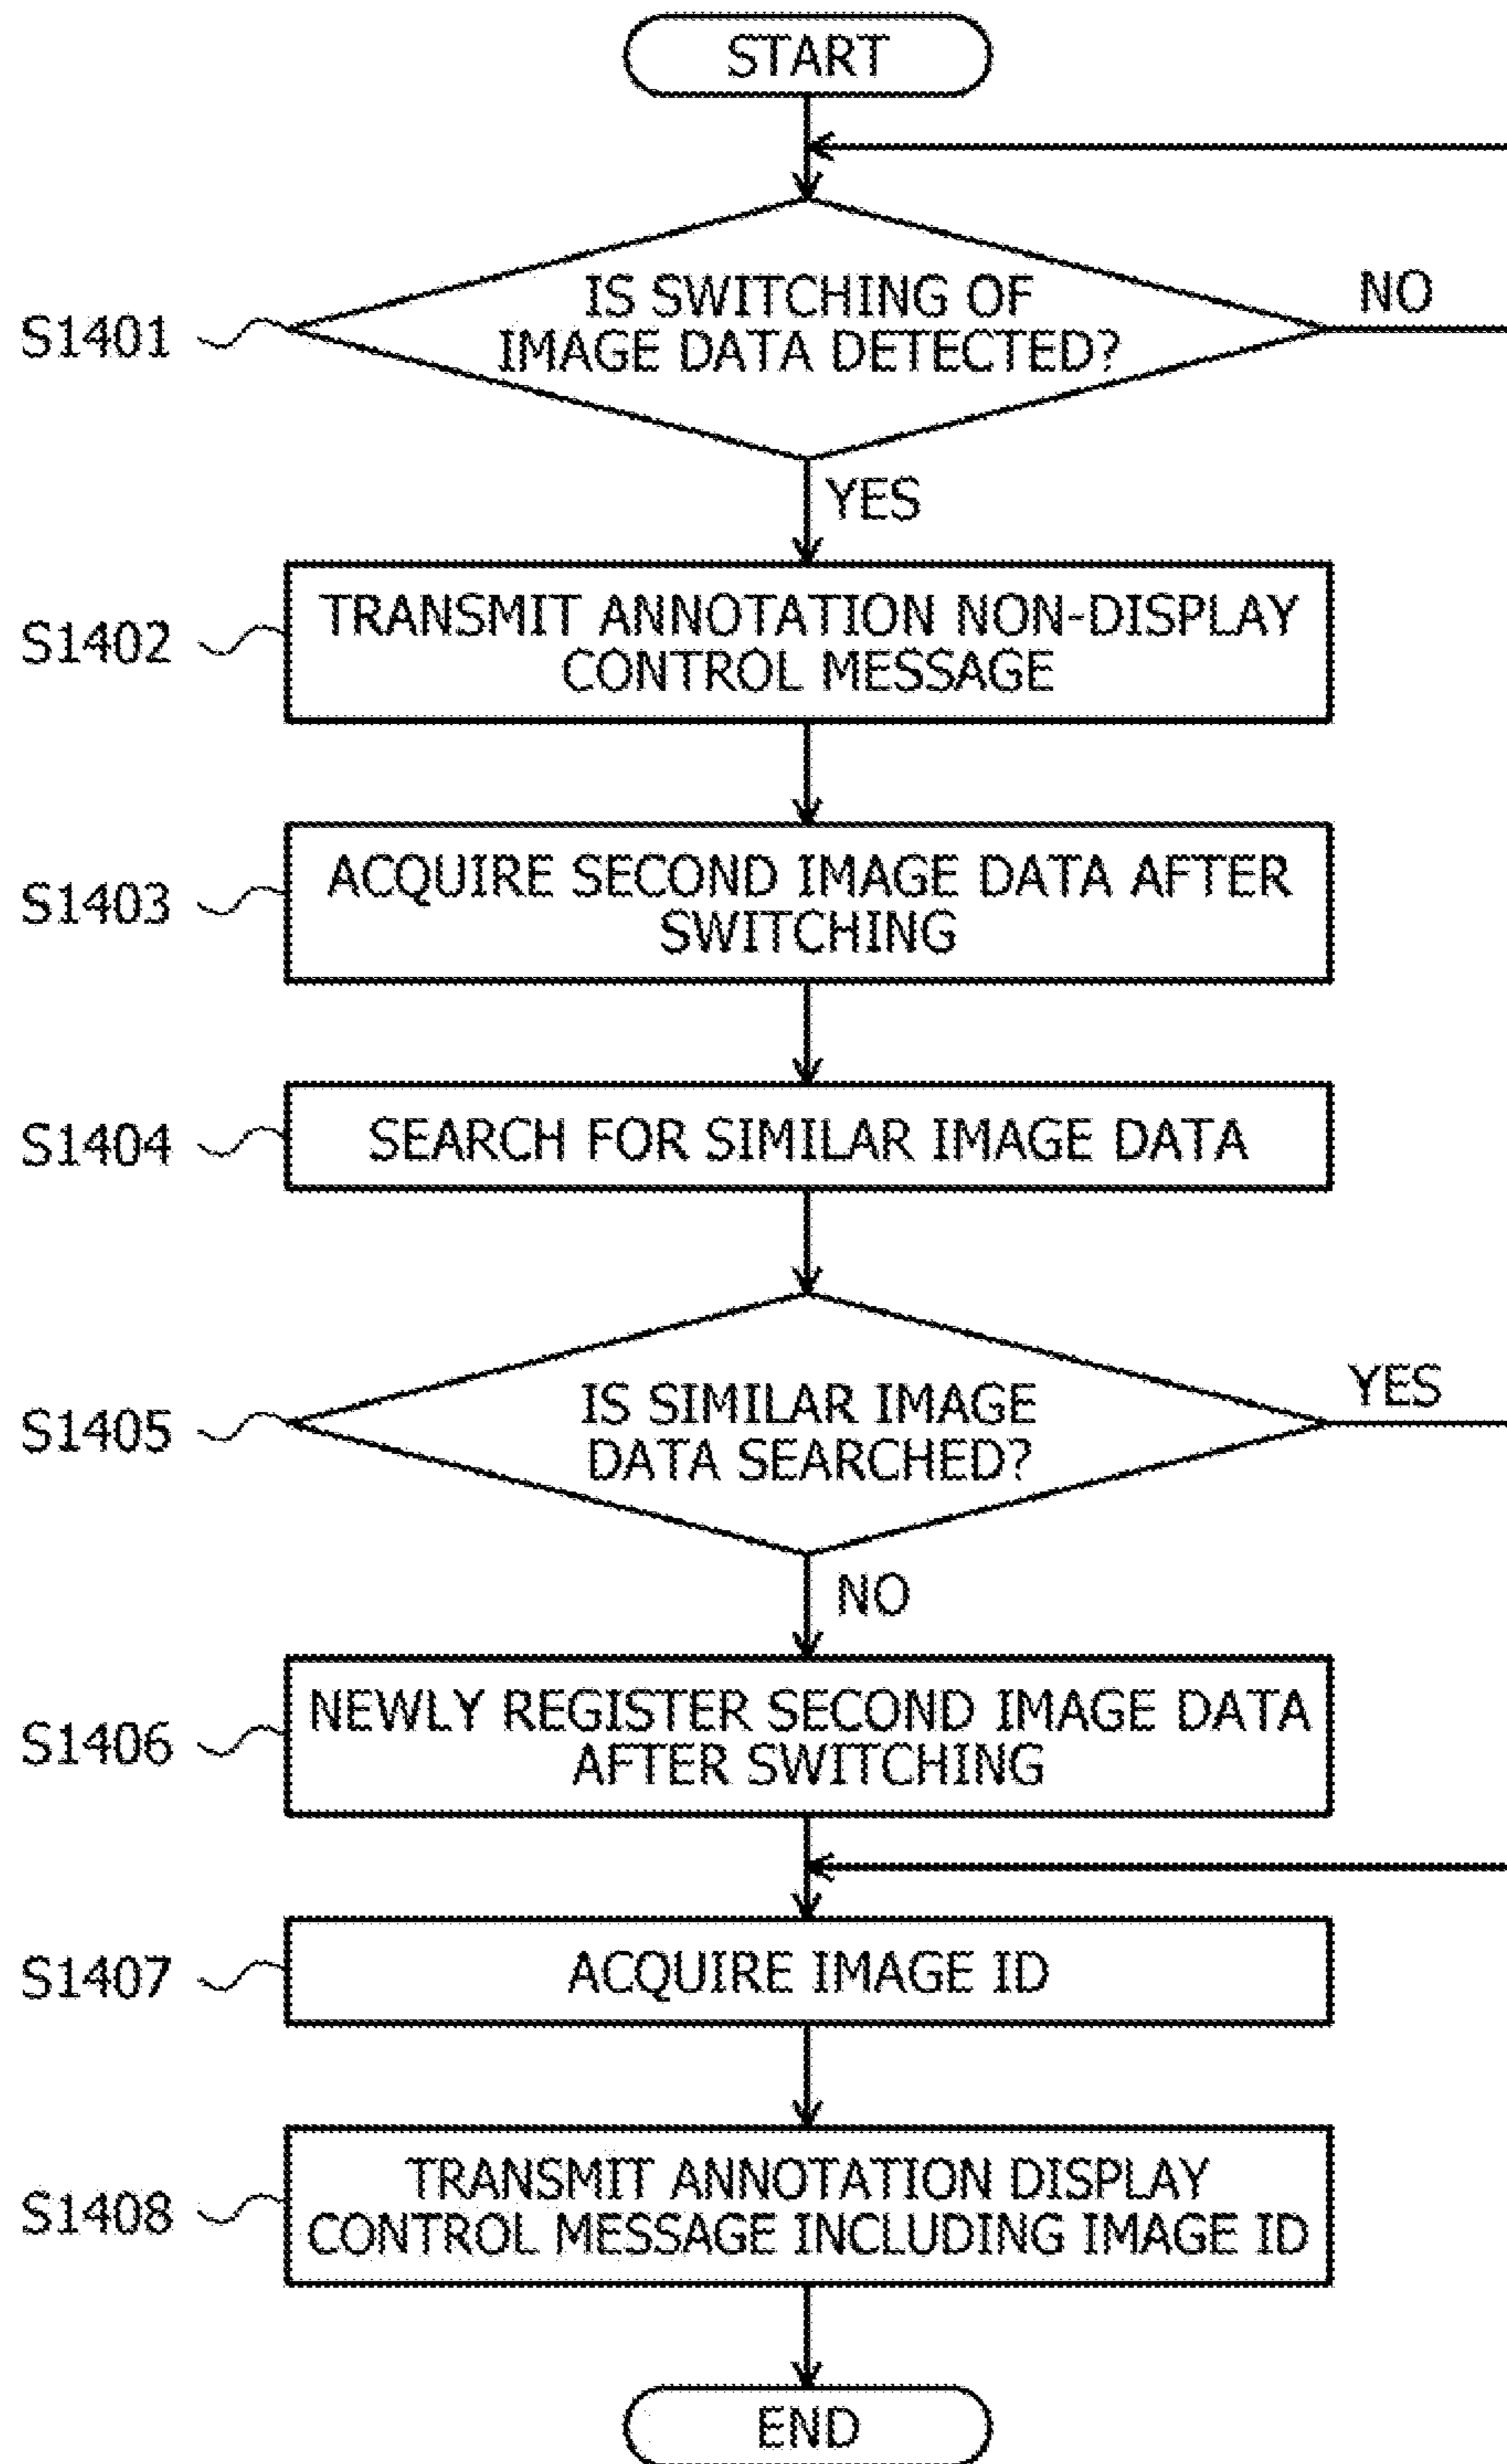 START
IS SWITCHING OF
IMAGE DATA DETECTED?
NO
S1401
YES
TRANSMIT ANNOTATION NON-DISPLAY
CONTROL MESSAGE
S1402
ACQUIRE SECOND IMAGE DATA AFTER
SWITCHING
S1403
SEARCH FOR SIMILAR IMAGE DATA
S1404
IS SIMILAR IMAGE
DATA SEARCHED?
YES
S1405
NO
NEWLY REGISTER SECOND IMAGE DATA
AFTER SWITCHING
S1406
ACQUIRE IMAGE ID
S1407
TRANSMIT ANNOTATION DISPLAY
CONTROL MESSAGE INCLUDING IMAGE ID
S1408
END